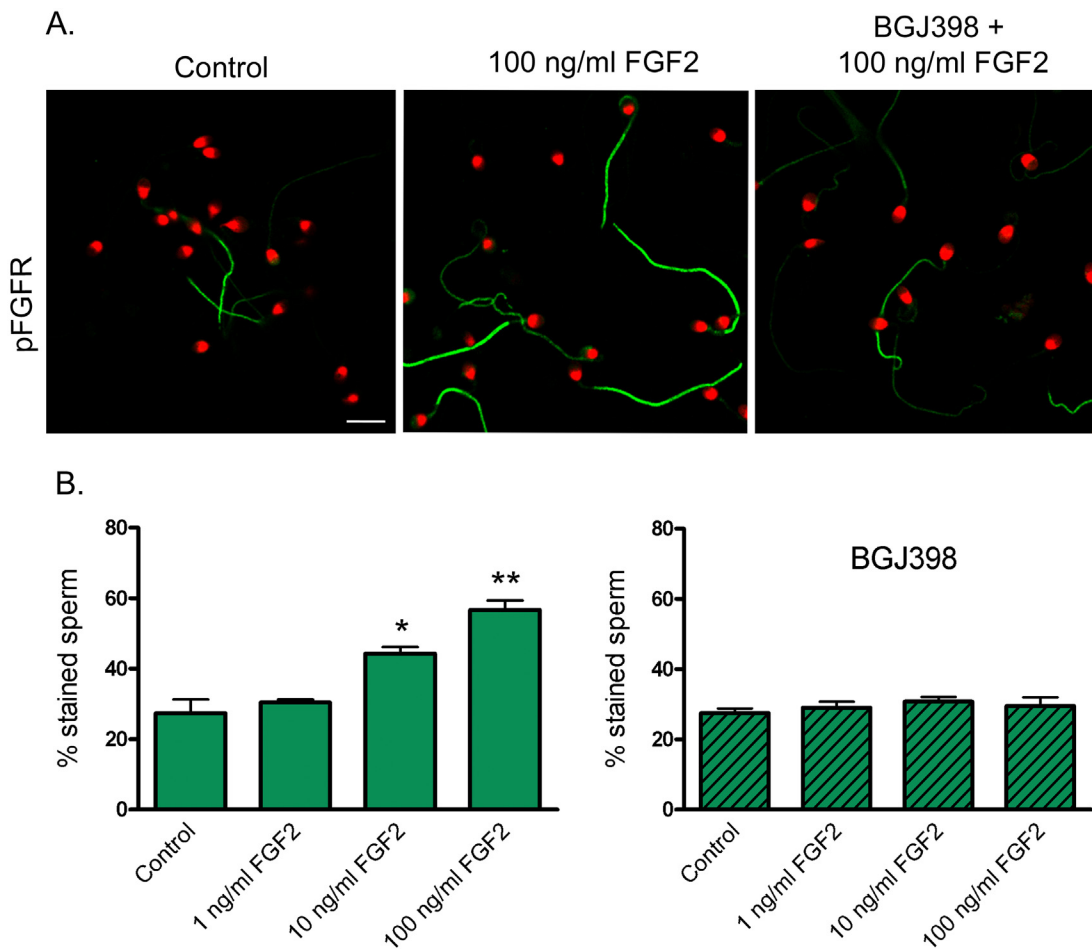 A.
Control
100 ng/ml FGF2
BGJ398 +
100 ng/ml FGF2
pFGFR
B.
% stained sperm
80
60
40
20
0
*
**
Control
1 ng/ml FGF2
10 ng/ml FGF2
100 ng/ml FGF2
BGJ398
% stained sperm
80
60
40
20
0
Control
1 ng/ml FGF2
10 ng/ml FGF2
100 ng/ml FGF2